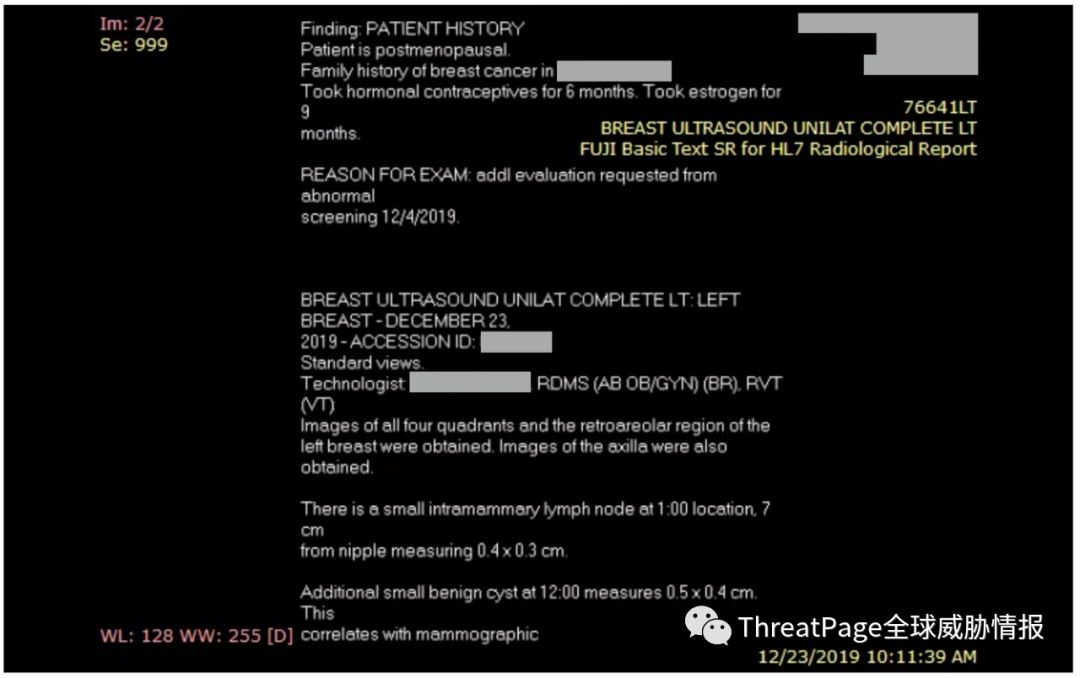 Im: 2/2
Se: 999
Finding: PATIENT HISTORY
Patient is postmenopausal.
Family history of breast cancer in
Took hormonal contraceptives for 6 months. Took estrogen for
9
months.
76641LT
BREAST ULTRASOUND UNILAT COMPLETE LT
FUJI Basic Text SR for HL7 Radiological Report
REASON FOR EXAM: addl evaluation requested from
abnormal
screening 12/4/2019.
BREAST ULTRASOUND UNILAT COMPLETE LT: LEFT
BREAST - DECEMBER 23,
2019 - ACCESSION ID:
Standard views.
Technologist: , RDMS (AB OB/GYN) (BR), RVT
(VT)
Images of all four quadrants and the retroareolar region of the
left breast were obtained. Images of the axilla were also
obtained.
There is a small intramammary lymph node at 1:00 location, 7
cm
from nipple measuring 0.4 x 0.3 cm.
Additional small benign cyst at 12:00 measures 0.5 x 0.4 cm.
This
correlates with mammographic
WL: 128 WW: 255 [D]
ThreatPage全球威胁情报
12/23/2019 10:11:39 AM